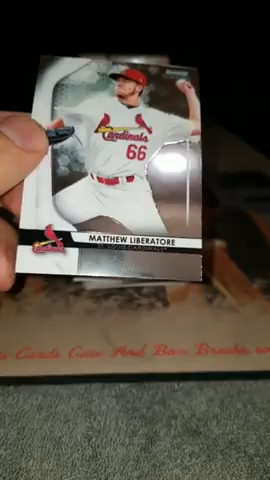 Cardinals
66
MATTHEW LIBERATORE
ST. LOUIS CARDINALS
Cards Case And Box Breaks